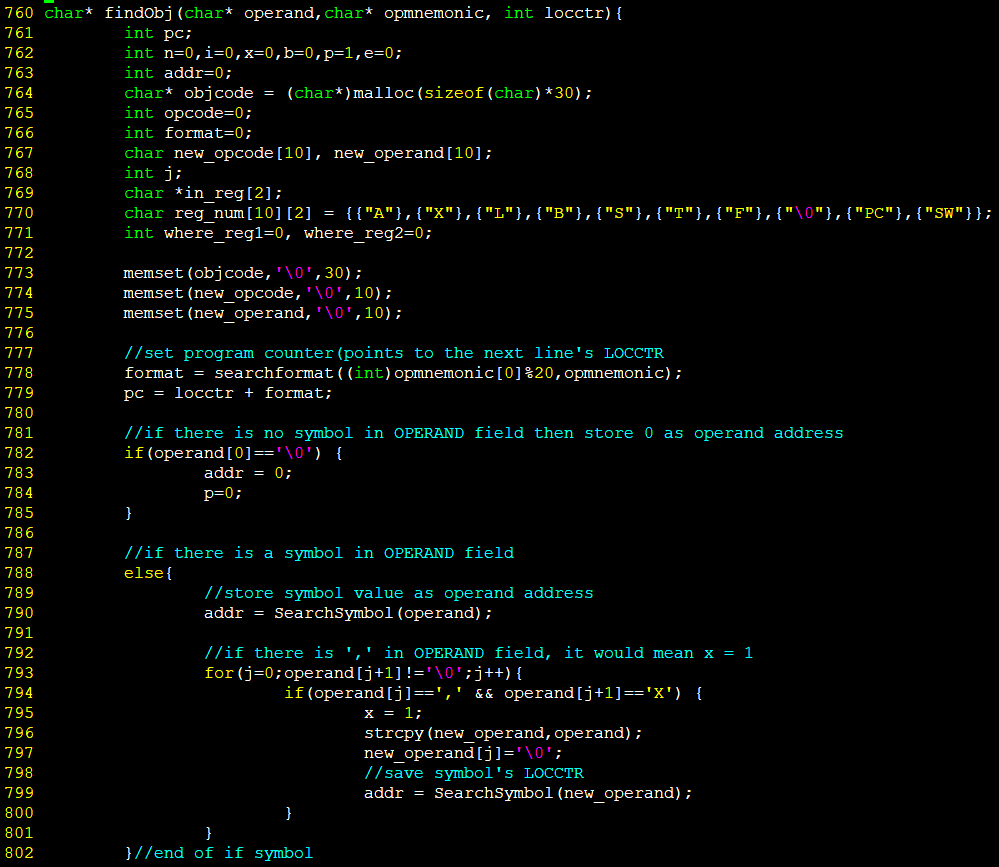 760 char* findObj(char* operand,char* opmnemonic, int locctr){
761         int pc;
762         int n=0,i=0,x=0,b=0,p=1,e=0;
763         int addr=0;
764         char* objcode = (char*)malloc(sizeof(char)*30);
765         int opcode=0;
766         int format=0;
767         char new_opcode[10], new_operand[10];
768         int j;
769         char *in_reg[2];
770         char reg_num[10][2] = {{"A"},{"X"},{"L"},{"B"},{"S"},{"T"},{"F"},{"\0"},{"PC"},{"SW"}};
771         int where_reg1=0, where_reg2=0;
772
773         memset(objcode,'\0',30);
774         memset(new_opcode,'\0',10);
775         memset(new_operand,'\0',10);
776
777         //set program counter(points to the next line's LOCCTR
778         format = searchformat((int)opmnemonic[0]%20,opmnemonic);
779         pc = locctr + format;
780
781         //if there is no symbol in OPERAND field then store 0 as operand address
782         if(operand[0]=='\0') {
783                 addr = 0;
784                 p=0;
785         }
786
787         //if there is a symbol in OPERAND field
788         else{
789                 //store symbol value as operand address
790                 addr = SearchSymbol(operand);
791
792                 //if there is ',' in OPERAND field, it would mean x = 1
793                 for(j=0;operand[j+1]!='\0';j++){
794                         if(operand[j]==',' && operand[j+1]=='X') {
795                                 x = 1;
796                                 strcpy(new_operand,operand);
797                                 new_operand[j]='\0';
798                                 //save symbol's LOCCTR
799                                 addr = SearchSymbol(new_operand);
800                         }
801                 }
802         }//end of if symbol